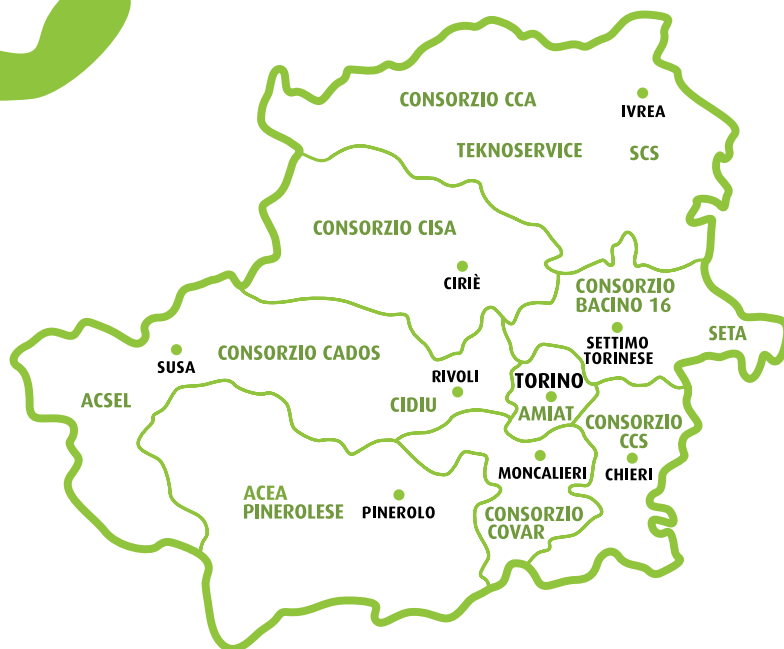 CONSORZIO CCA
IVREA
TEKNOSERVICE
SCS
CONSORZIO CISA
CIRIÈ
CONSORZIO
BACINO 16
SETTIMO
TORINESE
SETA
SUSA
CONSORZIO CADOS
RIVOLI
CIDIU
TORINO
AMIAT
ACSEL
CONSORZIO
CCS
CHIERI
MONCALIERI
ACEA
PINEROLESE
PINEROLO
CONSORZIO
COVAR